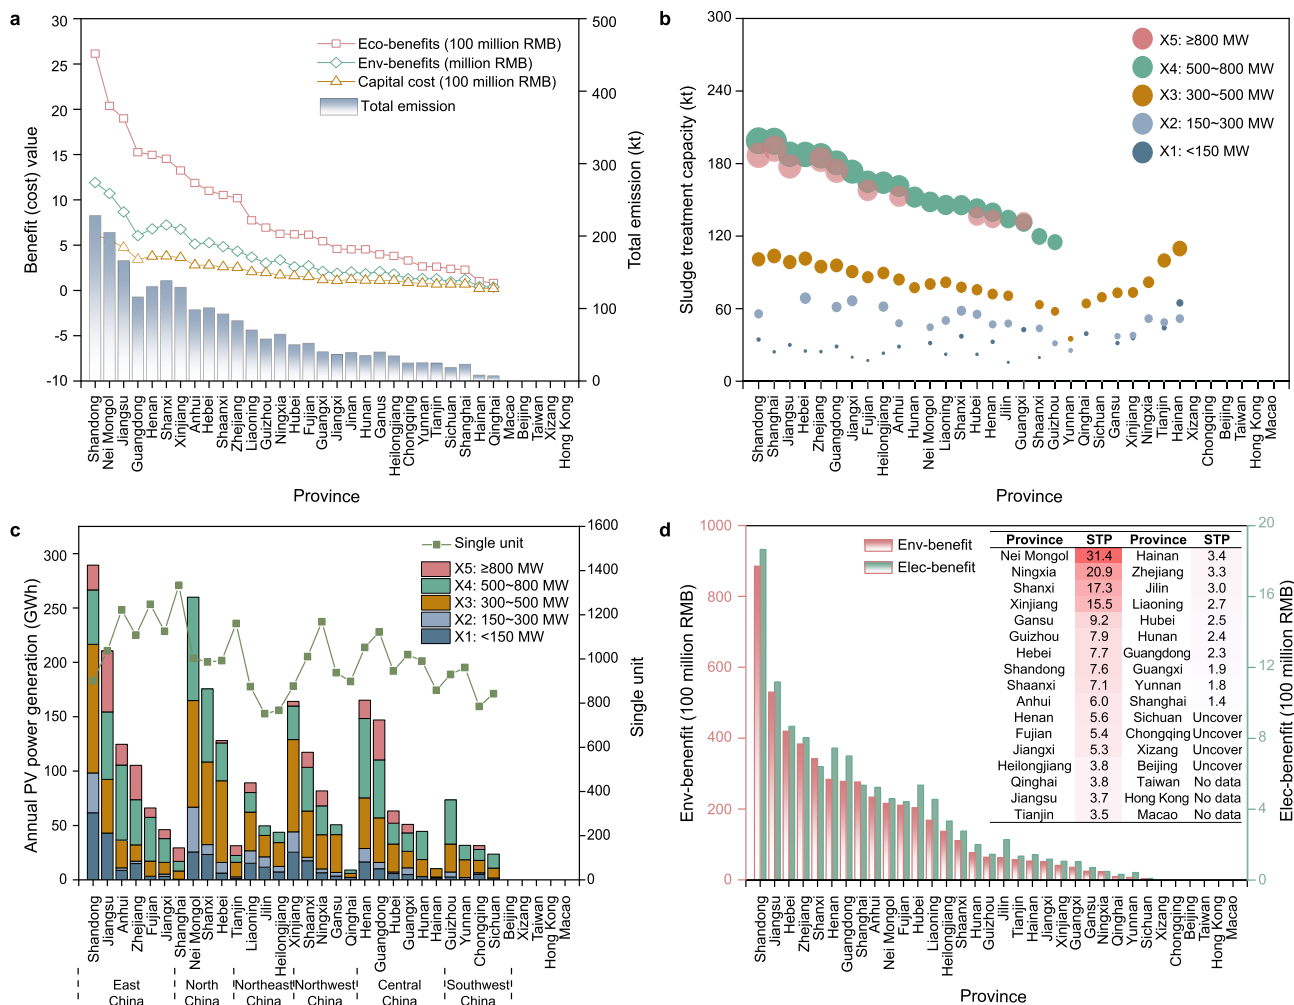 a
30
25
20
15
10
5
0
-5
-10
Benefit (cost) value
500
400
300
200
100
0
Total emission (kt)
Eco-benefits (100 million RMB)
Env-benefits (million RMB)
Capital cost (100 million RMB)
Total emission
Shandong
Nei Mongol
Jiangsu
Guangdong
Henan
Shanxi
Xinjiang
Anhui
Hebei
Shaanxi
Zhejiang
Liaoning
Guizhou
Ningxia
Hubei
Fujian
Guangxi
Jiangxi
Jinan
Hunan
Ganus
Heilongjiang
Yunnan
Tianjin
Sichuan
Shanghai
Hainan
Qinghai
Macao
Beijing
Taiwan
Xizang
Hong Kong
Province
b
300
240
180
120
60
0
Sludge treatment capacity (kt)
X5: ≥800 MW
X4: 500~800 MW
X3: 300~500 MW
X2: 150~300 MW
X1: <150 MW
Shandong
Shanghai
Jiangsu
Hebei
Zhejiang
Guangdong
Jiangxi
Fujian
Heilongjiang
Anhui
Hunan
Nei Mongol
Liaoning
Shanxi
Hubei
Henan
Jilin
Guangxi
Shaanxi
Guizhou
Yunnan
Qinghai
Sichuan
Gansu
Xinjiang
Ningxia
Tianjin
Hainan
Xizang
Chongqing
Beijing
Taiwan
Hong Kong
Macao
Province
c
300
250
200
150
100
50
0
Annual PV power generation (GWh)
1600
1400
1200
1000
800
600
400
200
0
Single unit
Single unit
X5: ≥800 MW
X4: 500~800 MW
X3: 300~500 MW
X2: 150~300 MW
X1: <150 MW
Shandong
Jiangsu
Anhui
Zhejiang
Fujian
Jiangxi
Shanghai
Nei Mongol
Shanxi
Hebei
Tianjin
Liaoning
Jilin
Heilongjiang
Xinjiang
Shaanxi
Ningxia
Gansu
Qinghai
Henan
Guangdong
Hubei
Guangxi
Hunan
Hainan
Guizhou
Yunnan
Chongqing
Sichuan
Beijing
Xizang
Taiwan
Hong Kong
Macao
East China
North China
Northeast China
Northwest China
Central China
Southwest China
d
1000
800
600
400
200
0
Env-benenfit (100 million RMB)
20
16
12
8
4
0
Elec-benenfit (100 million RMB)
Env-benefit
Elec-benefit
Province STP Province STP
Nei Mongol 31.4 Hainan 3.4
Ningxia 20.9 Zhejiang 3.3
Shanxi 17.3 Jilin 3.0
Xinjiang 15.5 Liaoning 2.7
Gansu 9.2 Hubei 2.5
Guizhou 7.9 Hunan 2.4
Hebei 7.7 Guangdong 2.3
Shandong 7.6 Guangxi 1.9
Shaanxi 7.1 Yunnan 1.8
Anhui 6.0 Shanghai 1.4
Henan 5.6 Sichuan Uncover
Fujian 5.4 Chongqing Uncover
Jiangxi 5.3 Xizang Uncover
Heilongjiang 3.8 Beijing Uncover
Qinghai 3.8 Taiwan No data
Jiangsu 3.7 Hong Kong No data
Tianjin 3.5 Macao No data
Shandong
Jiangsu
Hebei
Zhejiang
Shanxi
Henan
Guangdong
Shanghai
Anhui
Nei Mongol
Fujian
Hubei
Liaoning
Heilongjiang
Shaanxi
Hunan
Guizhou
Jilin
Tianjin
Hainan
Jiangxi
Xinjiang
Guangxi
Gansu
Ningxia
Qinghai
Yunnan
Sichuan
Xizang
Chongqing
Beijing
Taiwan
Hong Kong
Macao
Province